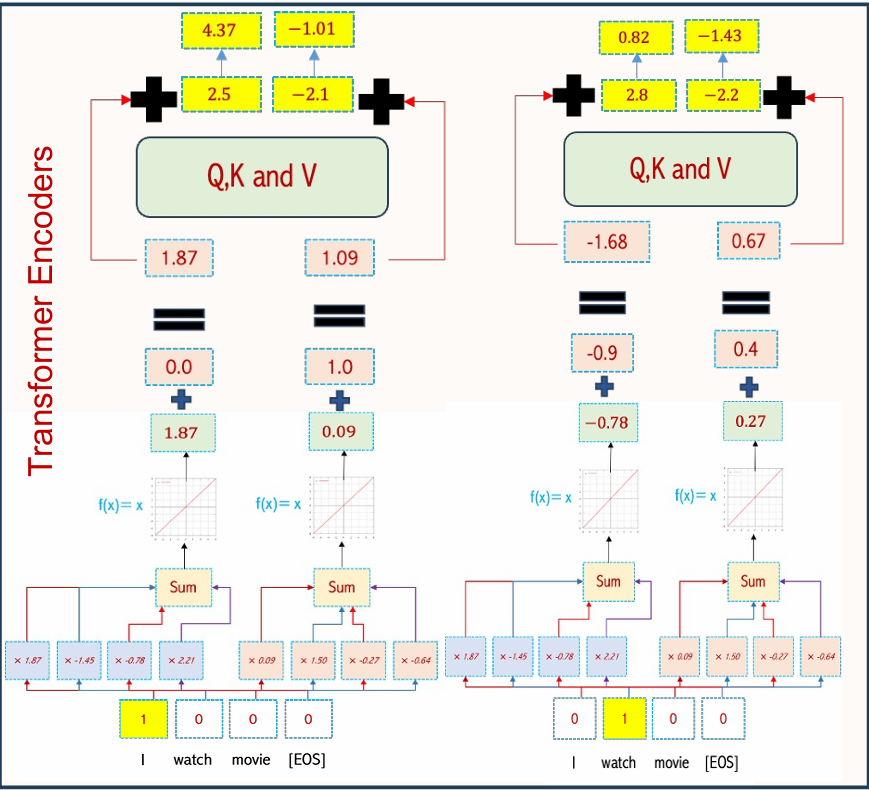 Transformer Encoders
4.37 −1.01
2.5 −2.1
Q,K and V
1.87 1.09
0.0 1.0
1.87 0.09
f(x)= x f(x)= x
Sum Sum
× 1.87 × -1.45 × -0.78 × 2.21 × 0.09 × 1.50 × -0.27 × -0.64
1 0 0 0
I watch movie [EOS]
0.82 −1.43
2.8 −2.2
Q,K and V
-1.68 0.67
-0.9 0.4
−0.78 0.27
f(x)= x f(x)= x
Sum Sum
× 1.87 × -1.45 × -0.78 × 2.21 × 0.09 × 1.50 × -0.27 × -0.64
0 1 0 0
I watch movie [EOS]